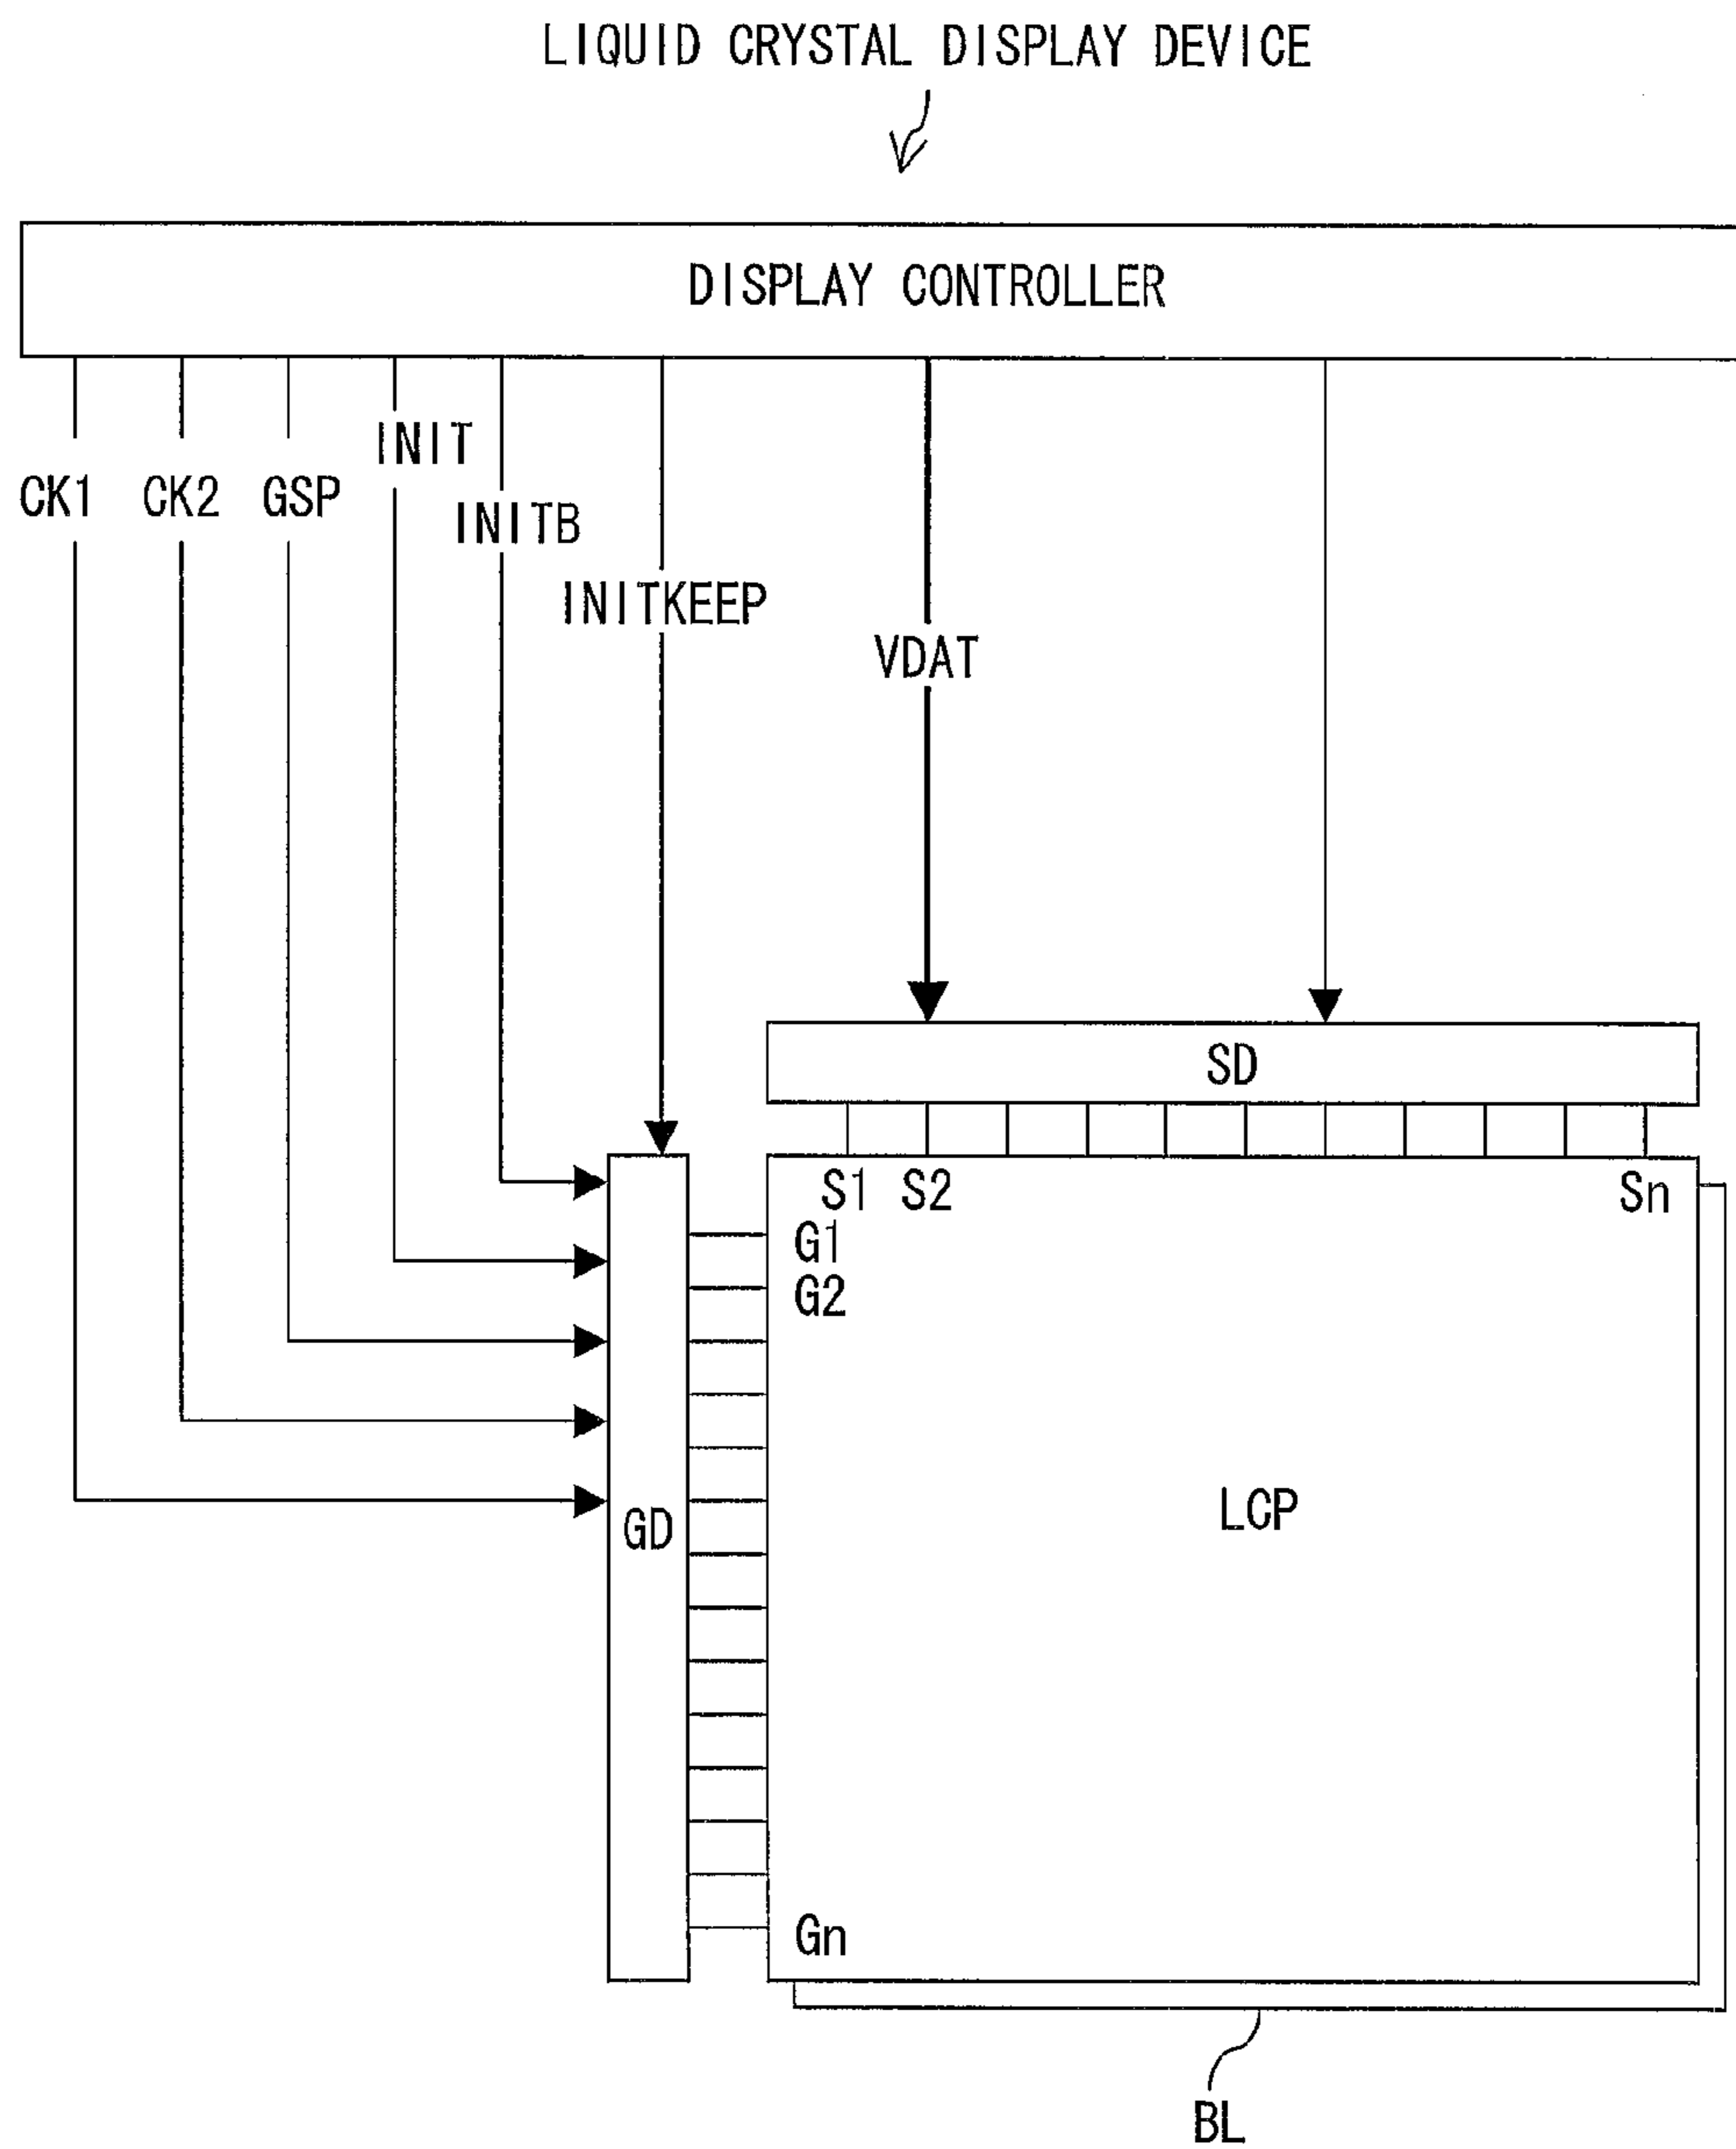 LIQUID CRYSTAL DISPLAY DEVICE
DISPLAY CONTROLLER
INIT
CK1 CK2 GSP
INITB
INITKEEP
VDAT
SD
S1 S2 Sn
G1
G2
LCP
GD
Gn
BL